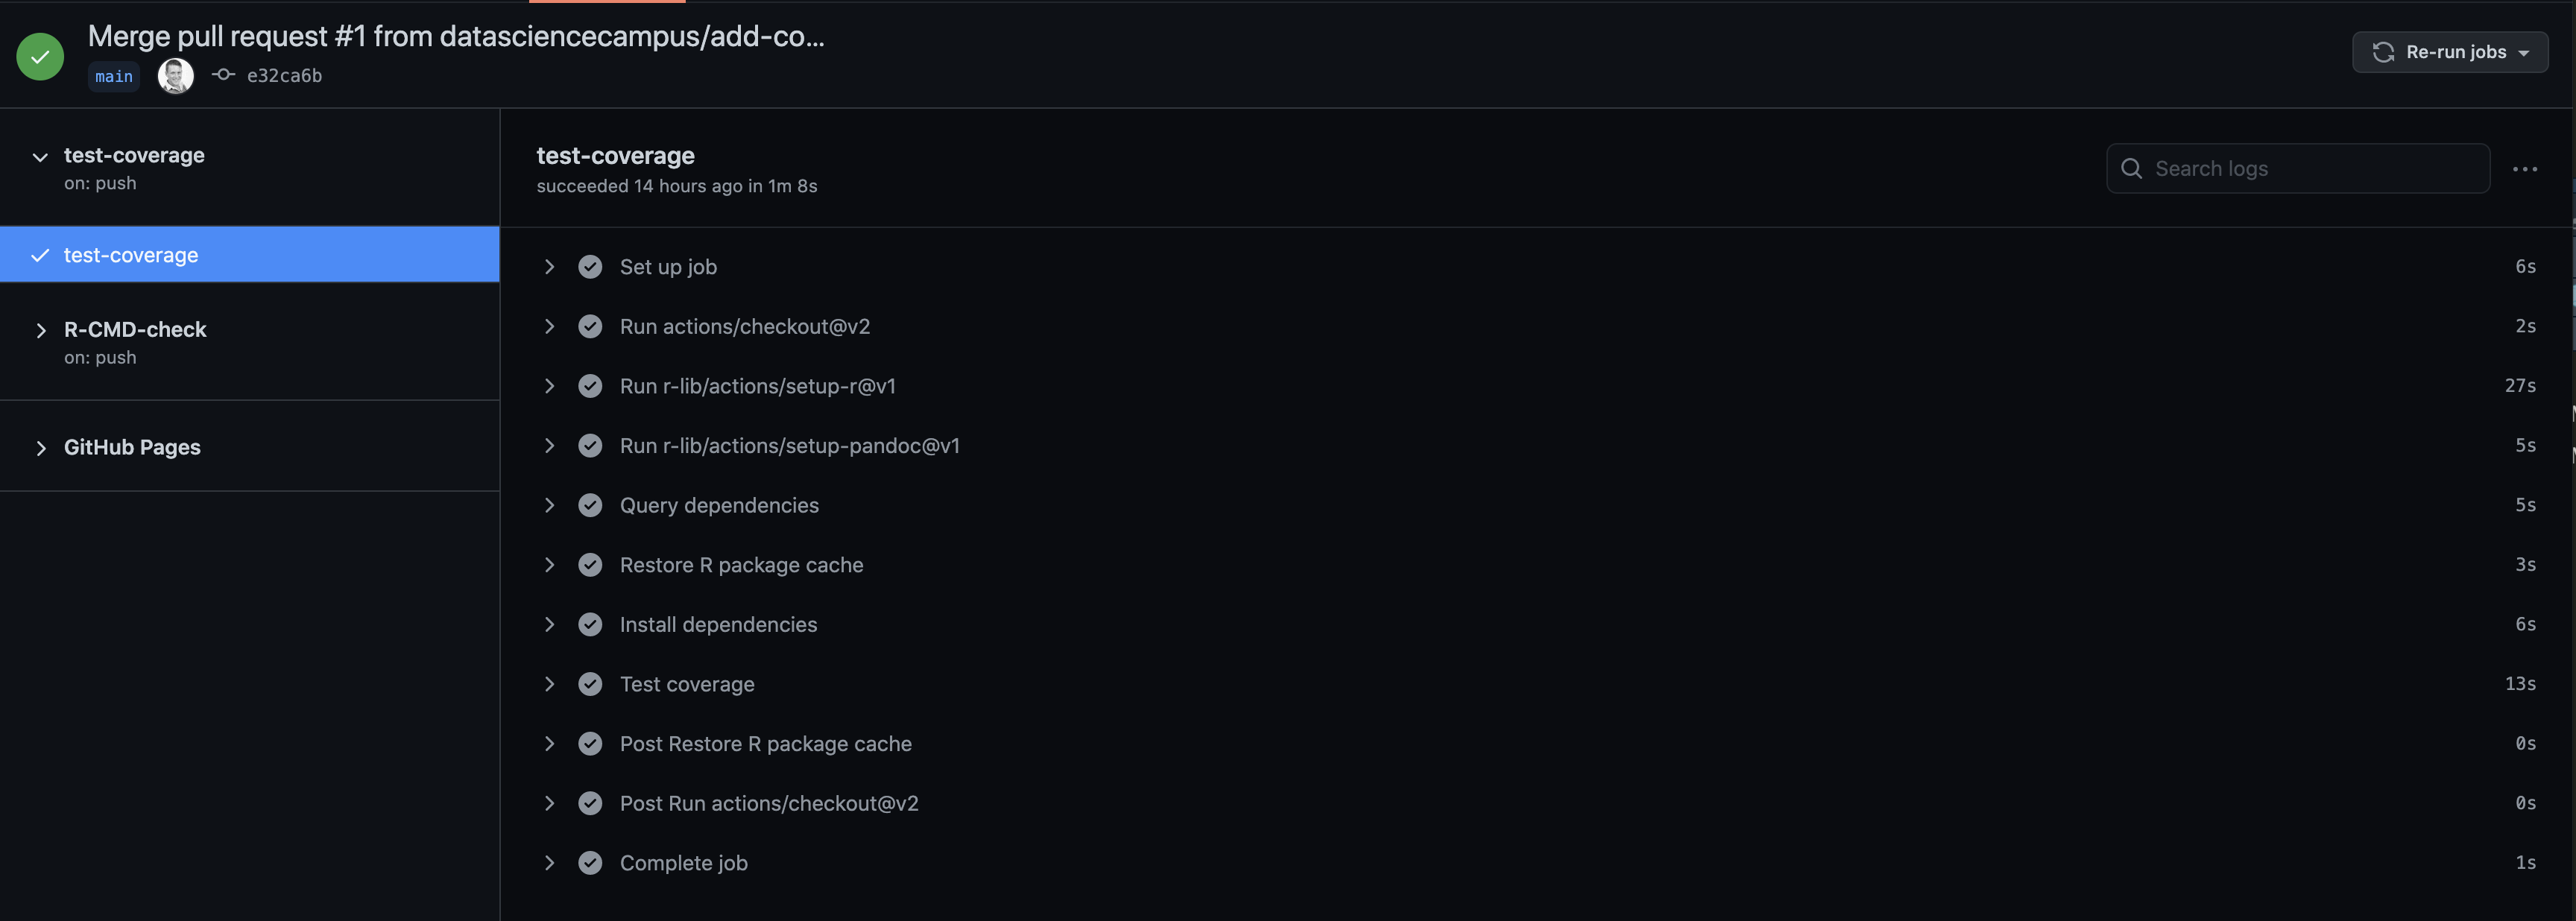 Merge pull request #1 from datasciencecampus/add-co...
main e32ca6b
Re-run jobs
test-coverage
on: push
test-coverage
R-CMD-check
on: push
GitHub Pages
test-coverage
succeeded 14 hours ago in 1m 8s
Search logs
Set up job 6s
Run actions/checkout@v2 2s
Run r-lib/actions/setup-r@v1 27s
Run r-lib/actions/setup-pandoc@v1 5s
Query dependencies 5s
Restore R package cache 3s
Install dependencies 6s
Test coverage 13s
Post Restore R package cache 0s
Post Run actions/checkout@v2 0s
Complete job 1s